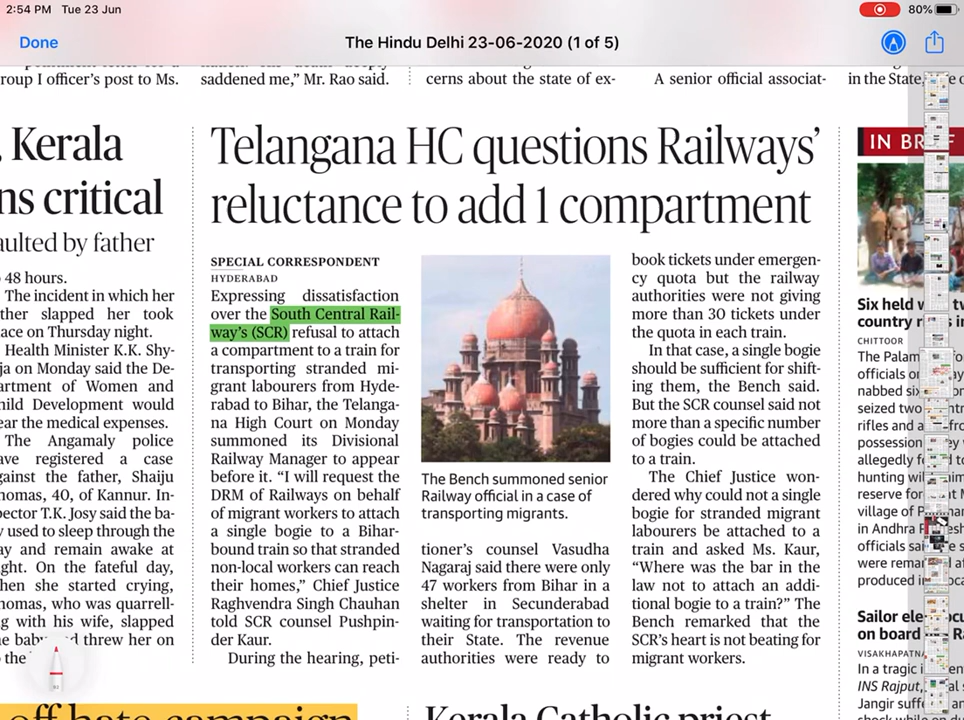 2:54 PM Tue 23 Jun
80%
Done
The Hindu Delhi 23-06-2020 (1 of 5)
roup I officer's post to Ms.
saddened me," Mr. Rao said.
cerns about the state of ex-
A senior official associat-
in the State,
, Kerala
ns critical
aulted by father
48 hours.
The incident in which her
ther slapped her took
ace on Thursday night.
Health Minister K.K. Shy-
ja on Monday said the De-
artment of Women and
hild Development would
ear the medical expenses.
The Angamaly police
ave registered a case
gainst the father, Shaiju
homas, 40, of Kannur. In-
pector T.K. Josy said the ba-
y used to sleep through the
ay and remain awake at
ight. On the fateful day,
hen she started crying,
homas, who was quarrell-
g with his wife, slapped
e baby and threw her on
the
Telangana HC questions Railways'
reluctance to add 1 compartment
SPECIAL CORRESPONDENT
HYDERABAD
Expressing dissatisfaction
over the South Central Rail-
way's (SCR) refusal to attach
a compartment to a train for
transporting stranded mi-
grant labourers from Hyde-
rabad to Bihar, the Telanga-
na High Court on Monday
summoned its Divisional
Railway Manager to appear
before it. "I will request the
DRM of Railways on behalf
of migrant workers to attach
a single bogie to a Bihar-
bound train so that stranded
non-local workers can reach
their homes," Chief Justice
Raghvendra Singh Chauhan
told SCR counsel Pushpin-
der Kaur.
During the hearing, peti-
The Bench summoned senior
Railway official in a case of
transporting migrants.
tioner's counsel Vasudha
Nagaraj said there were only
47 workers from Bihar in a
shelter in Secunderabad
waiting for transportation to
their State. The revenue
authorities were ready to
book tickets under emergen-
cy quota but the railway
authorities were not giving
more than 30 tickets under
the quota in each train.
In that case, a single bogie
should be sufficient for shift-
ing them, the Bench said.
But the SCR counsel said not
more than a specific number
of bogies could be attached
to a train.
The Chief Justice won-
dered why could not a single
bogie for stranded migrant
labourers be attached to a
train and asked Ms. Kaur,
"Where was the bar in the
law not to attach an addi-
tional bogie to a train?" The
Bench remarked that the
SCR's heart is not beating for
migrant workers.
IN BRIEF
Six held
country
CHITTOOR
The Palam
officials
nabbed six
seized two
rifles and a
possession
allegedly
hunting wil
reserve for
village of
in Andhra
officials sai
were rema
produced
Sailor
on board
VISAKHAPATN
In a tragic
INS Rajput,
Jangir suff
off hate campaign
Kerala Catholic priest